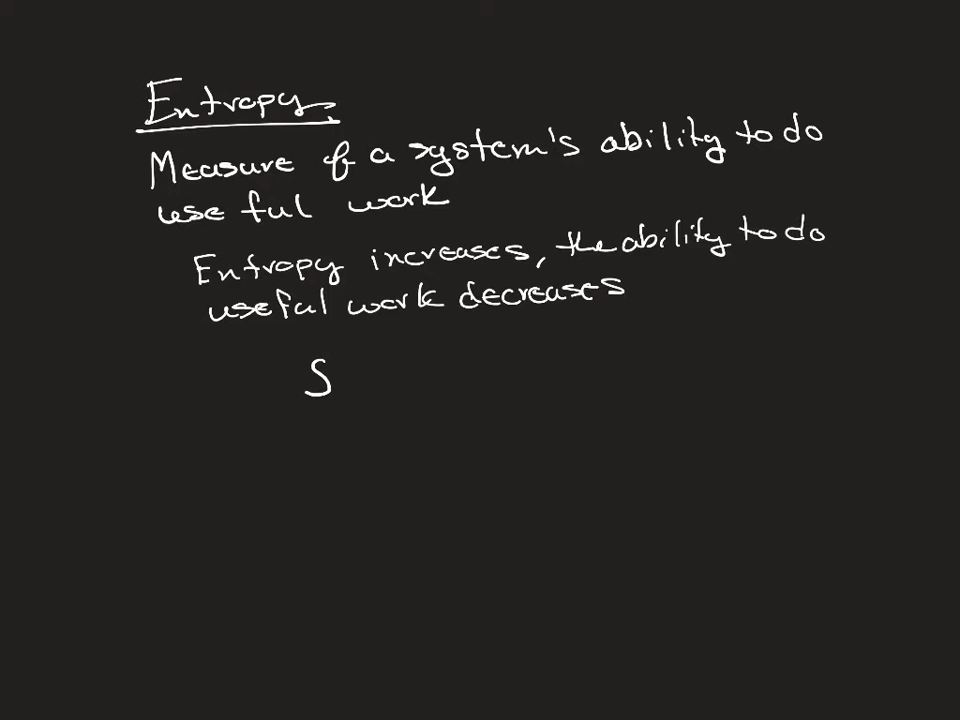 Entropy:
Measure of a system's ability to do
useful work
Entropy increases, the ability to do
useful work decreases
S